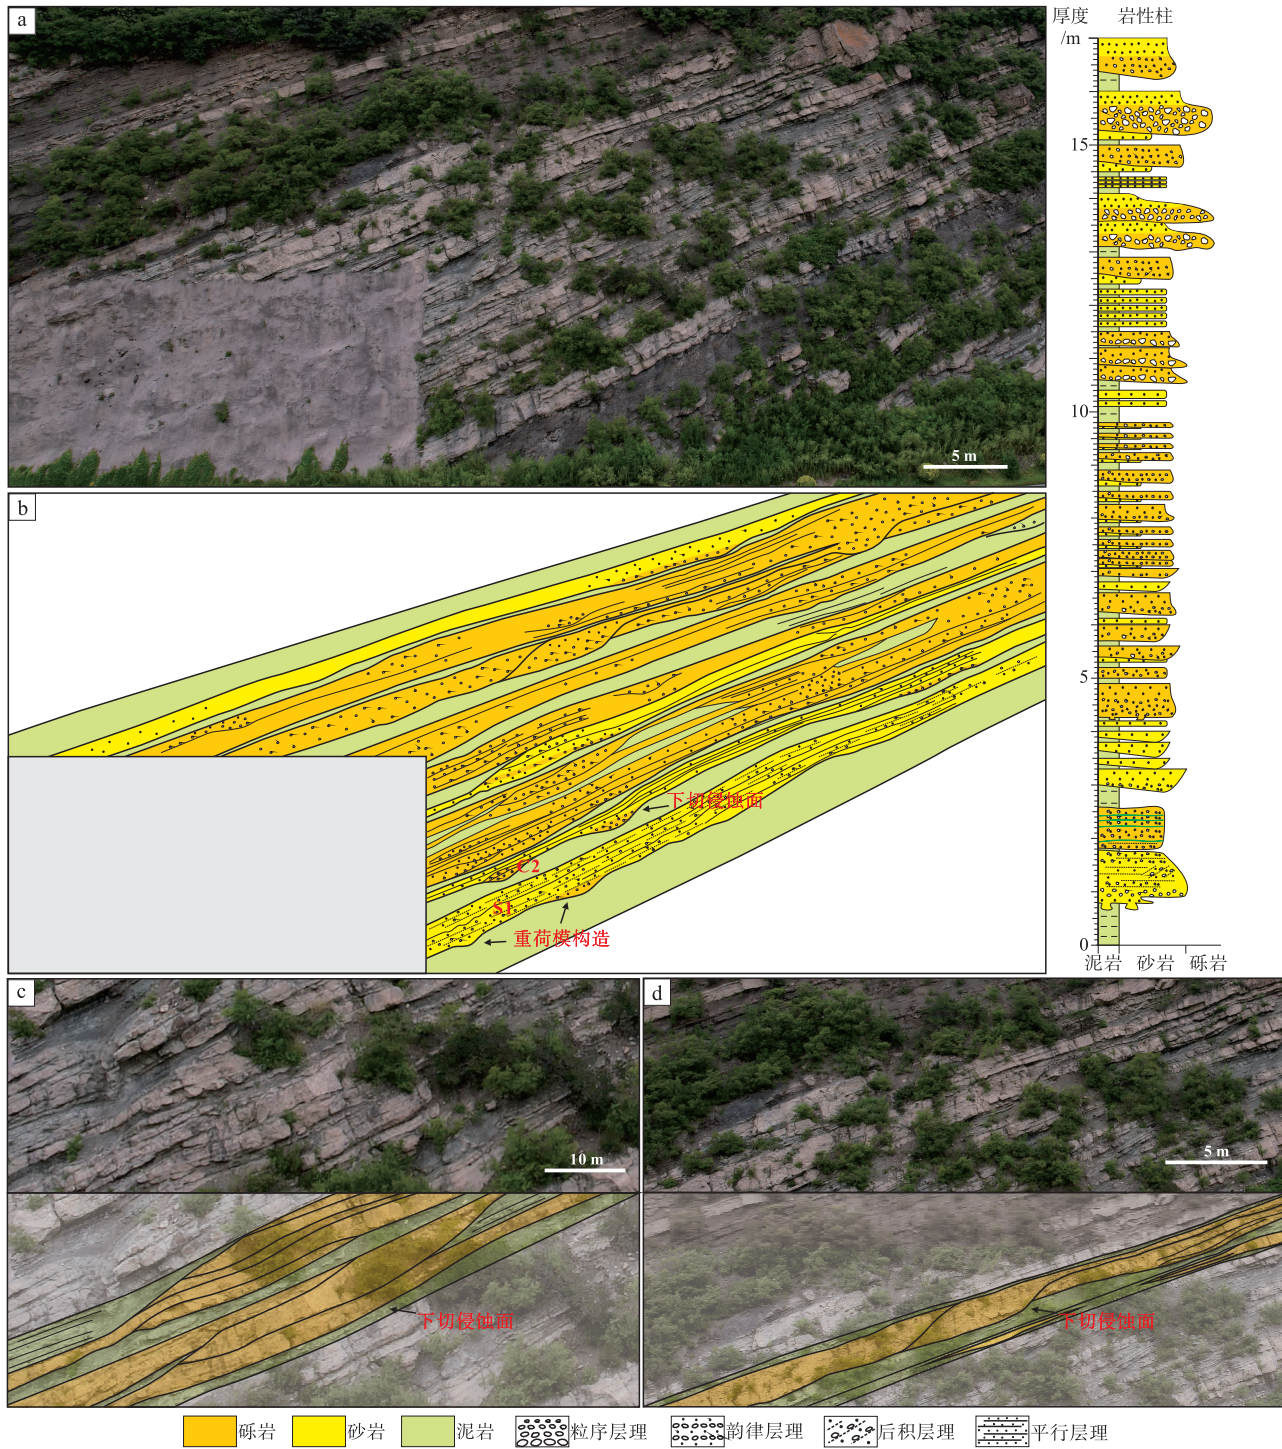 a
5 m
厚度 岩性柱
/m
15
10
5
0
泥岩 砂岩 砾岩
b
下切侵蚀面
C2
S1
重荷模构造
c
10 m
下切侵蚀面
d
5 m
下切侵蚀面
砾岩 砂岩 泥岩 粒序层理 韵律层理 后积层理 平行层理